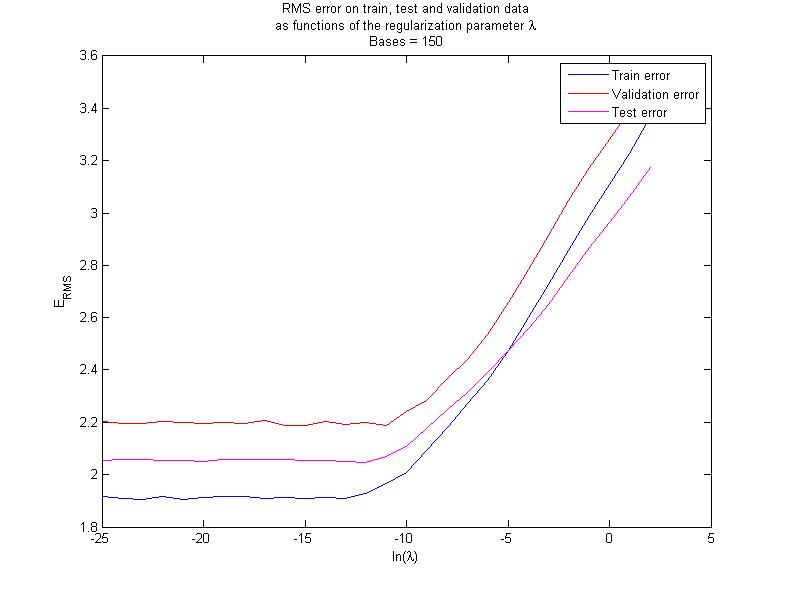 RMS error on train, test and validation data
as functions of the regularization parameter λ
Bases = 150
3.6
3.4
3.2
3
2.8
2.6
2.4
2.2
2
1.8
E_RMS
Train error
Validation error
Test error
-25 -20 -15 -10 -5 0 5
ln(λ)